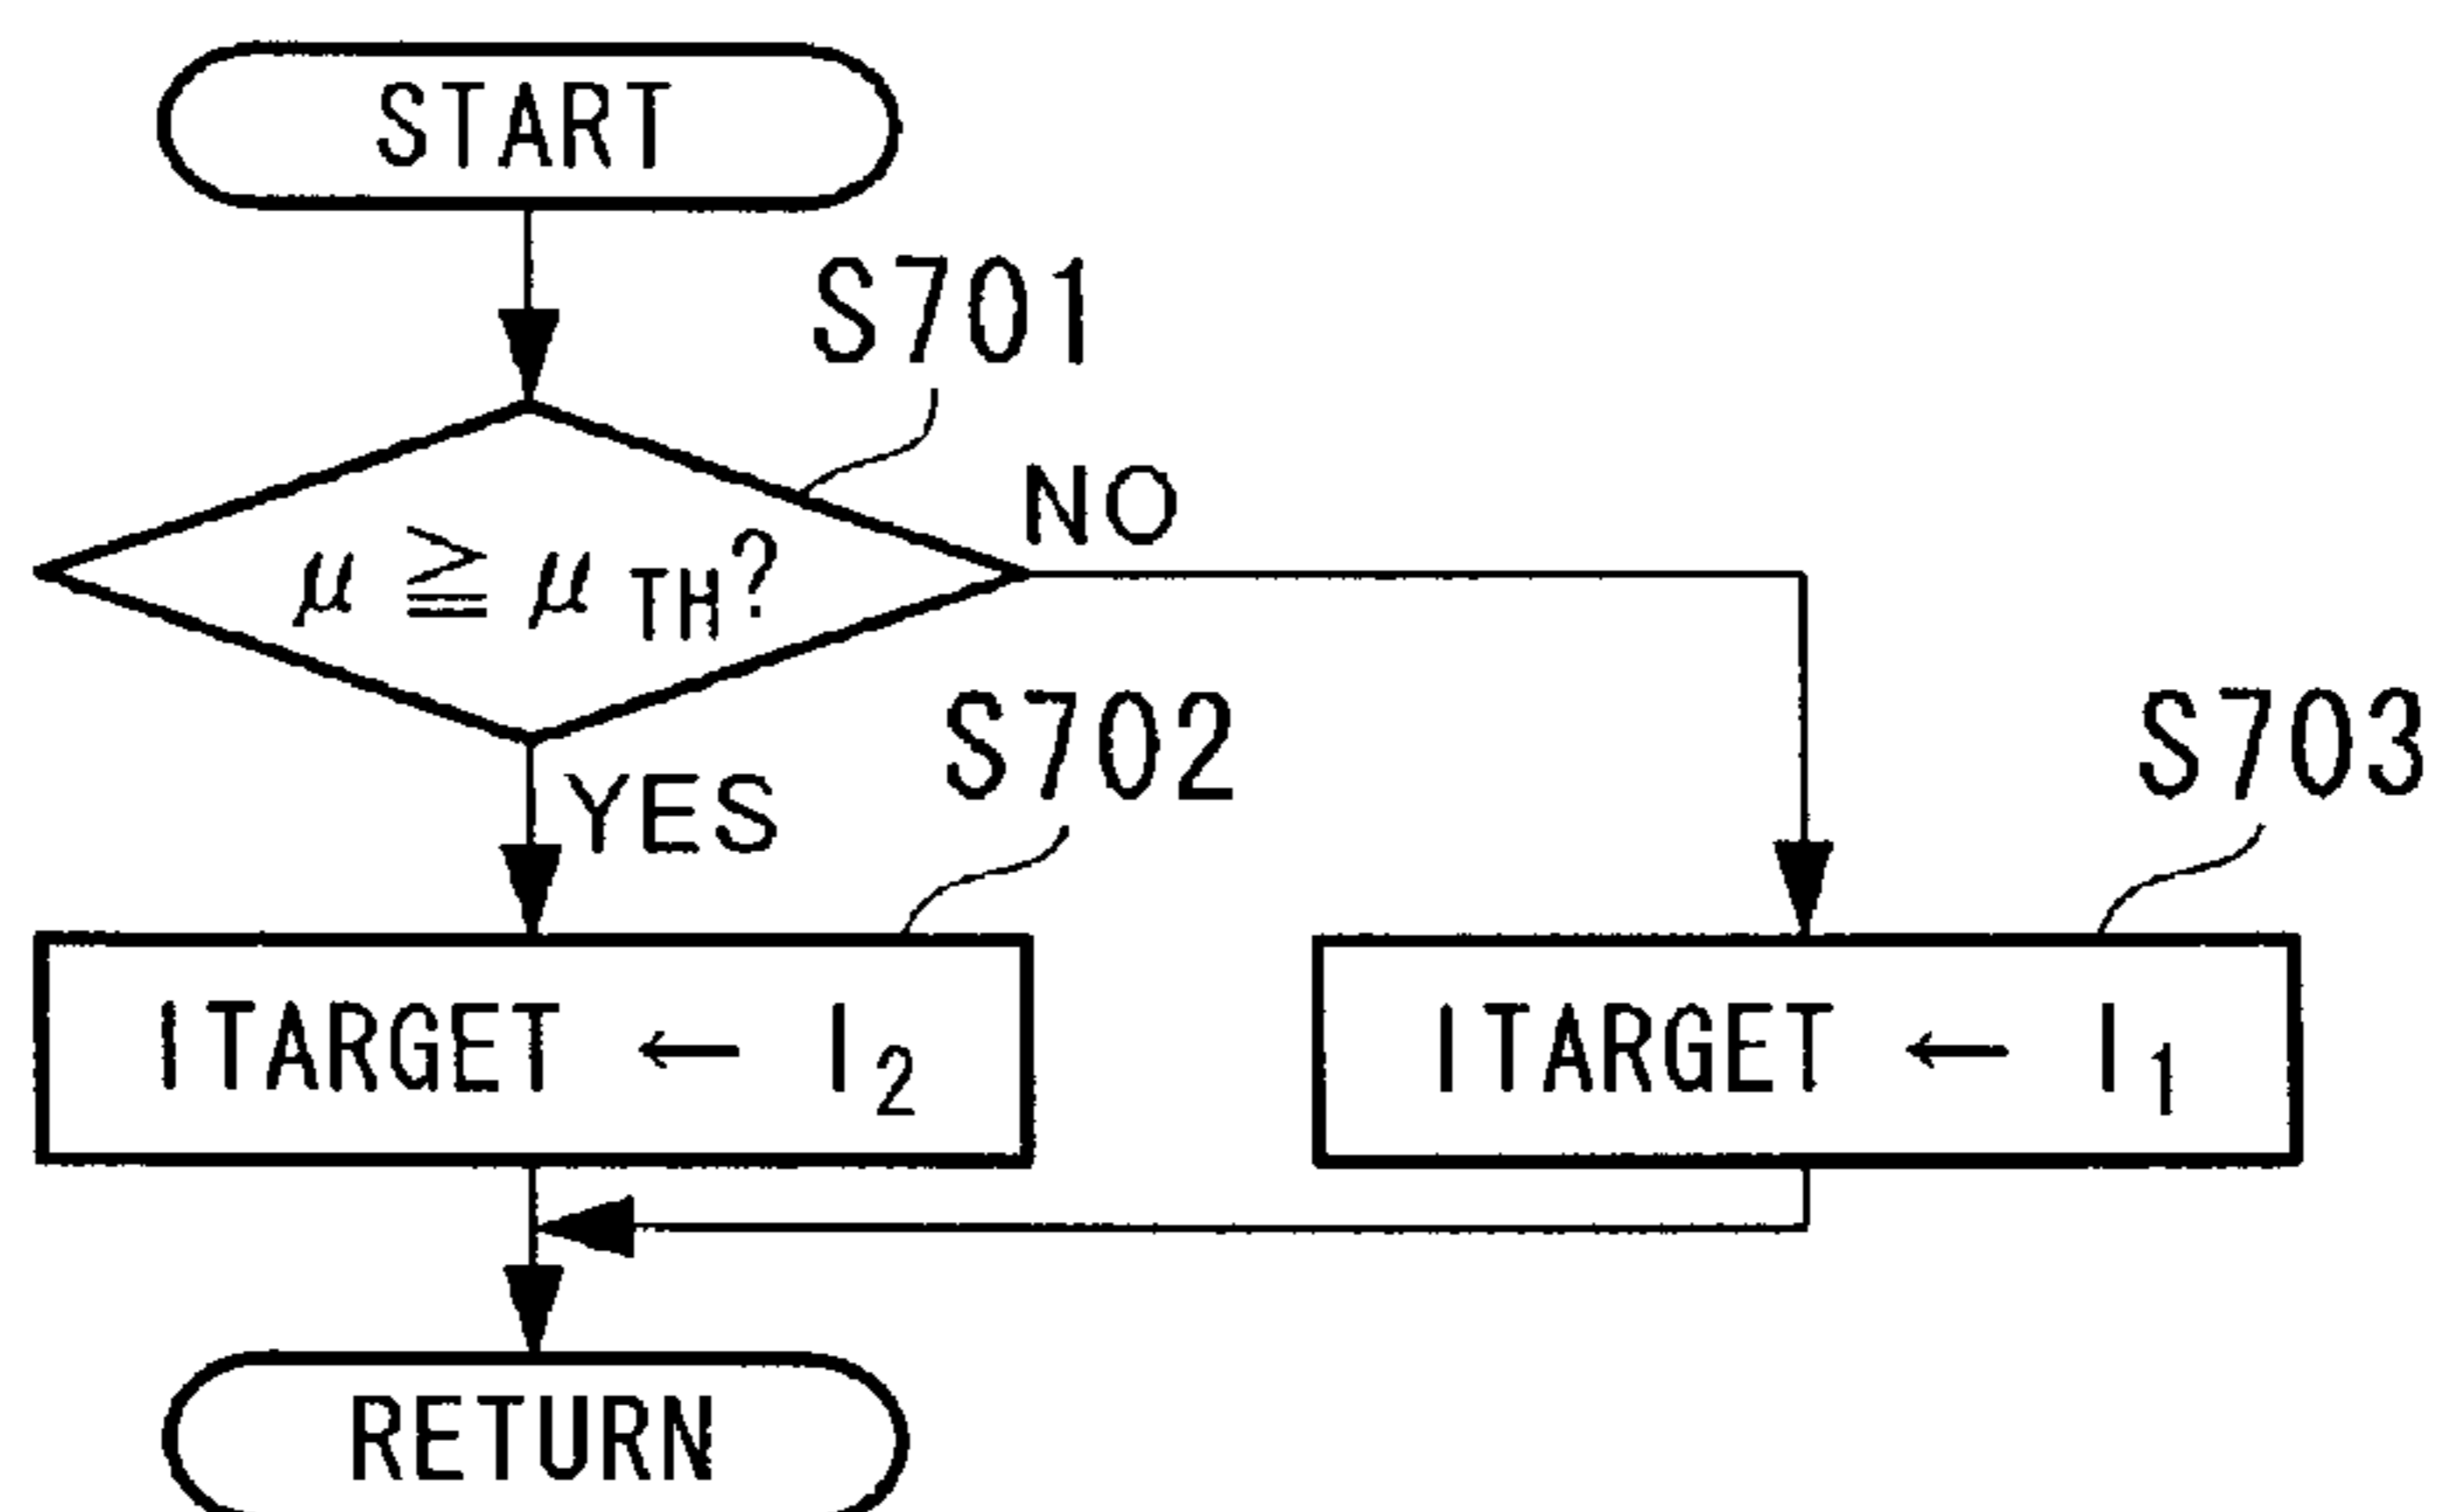 START
S701
μ ≧ μ TH?
NO
YES
S702
S703
ITARGET ← I2
ITARGET ← I1
RETURN